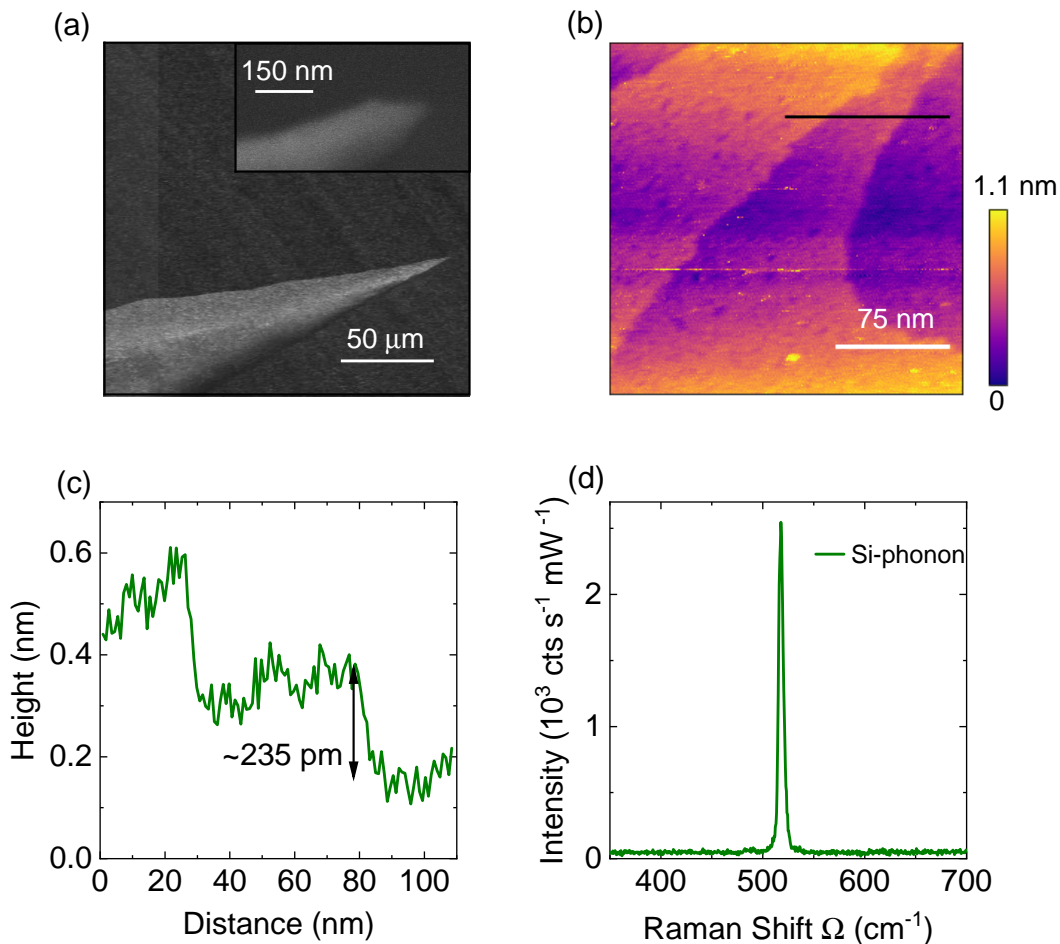 (a)
150 nm
50 μm
(b)
1.1 nm
75 nm
0
(c)
Height (nm)
0.6
0.4
0.2
0.0
~235 pm
0 20 40 60 80 100
Distance (nm)
(d)
Intensity (10³ cts s⁻¹ mW⁻¹)
2
1
0
Si-phonon
400 500 600 700
Raman Shift Ω (cm⁻¹)